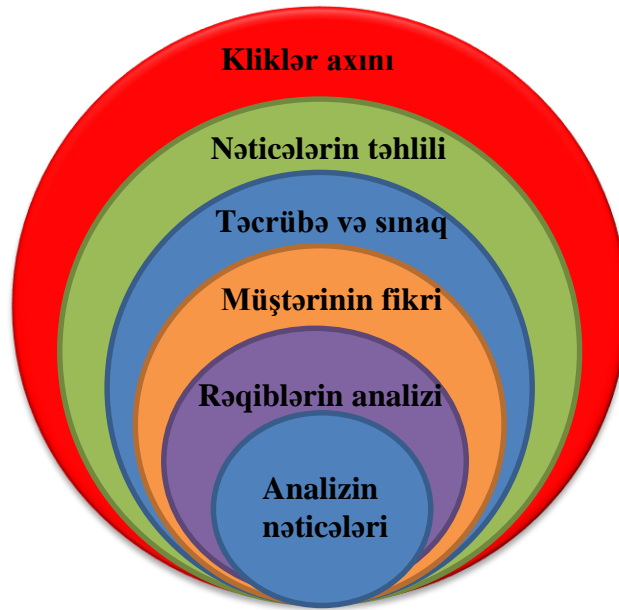 Kliklər axını
Nəticələrin təhlili
Təcrübə və sınaq
Müştərinin fikri
Rəqiblərin analizi
Analizin
nəticələri